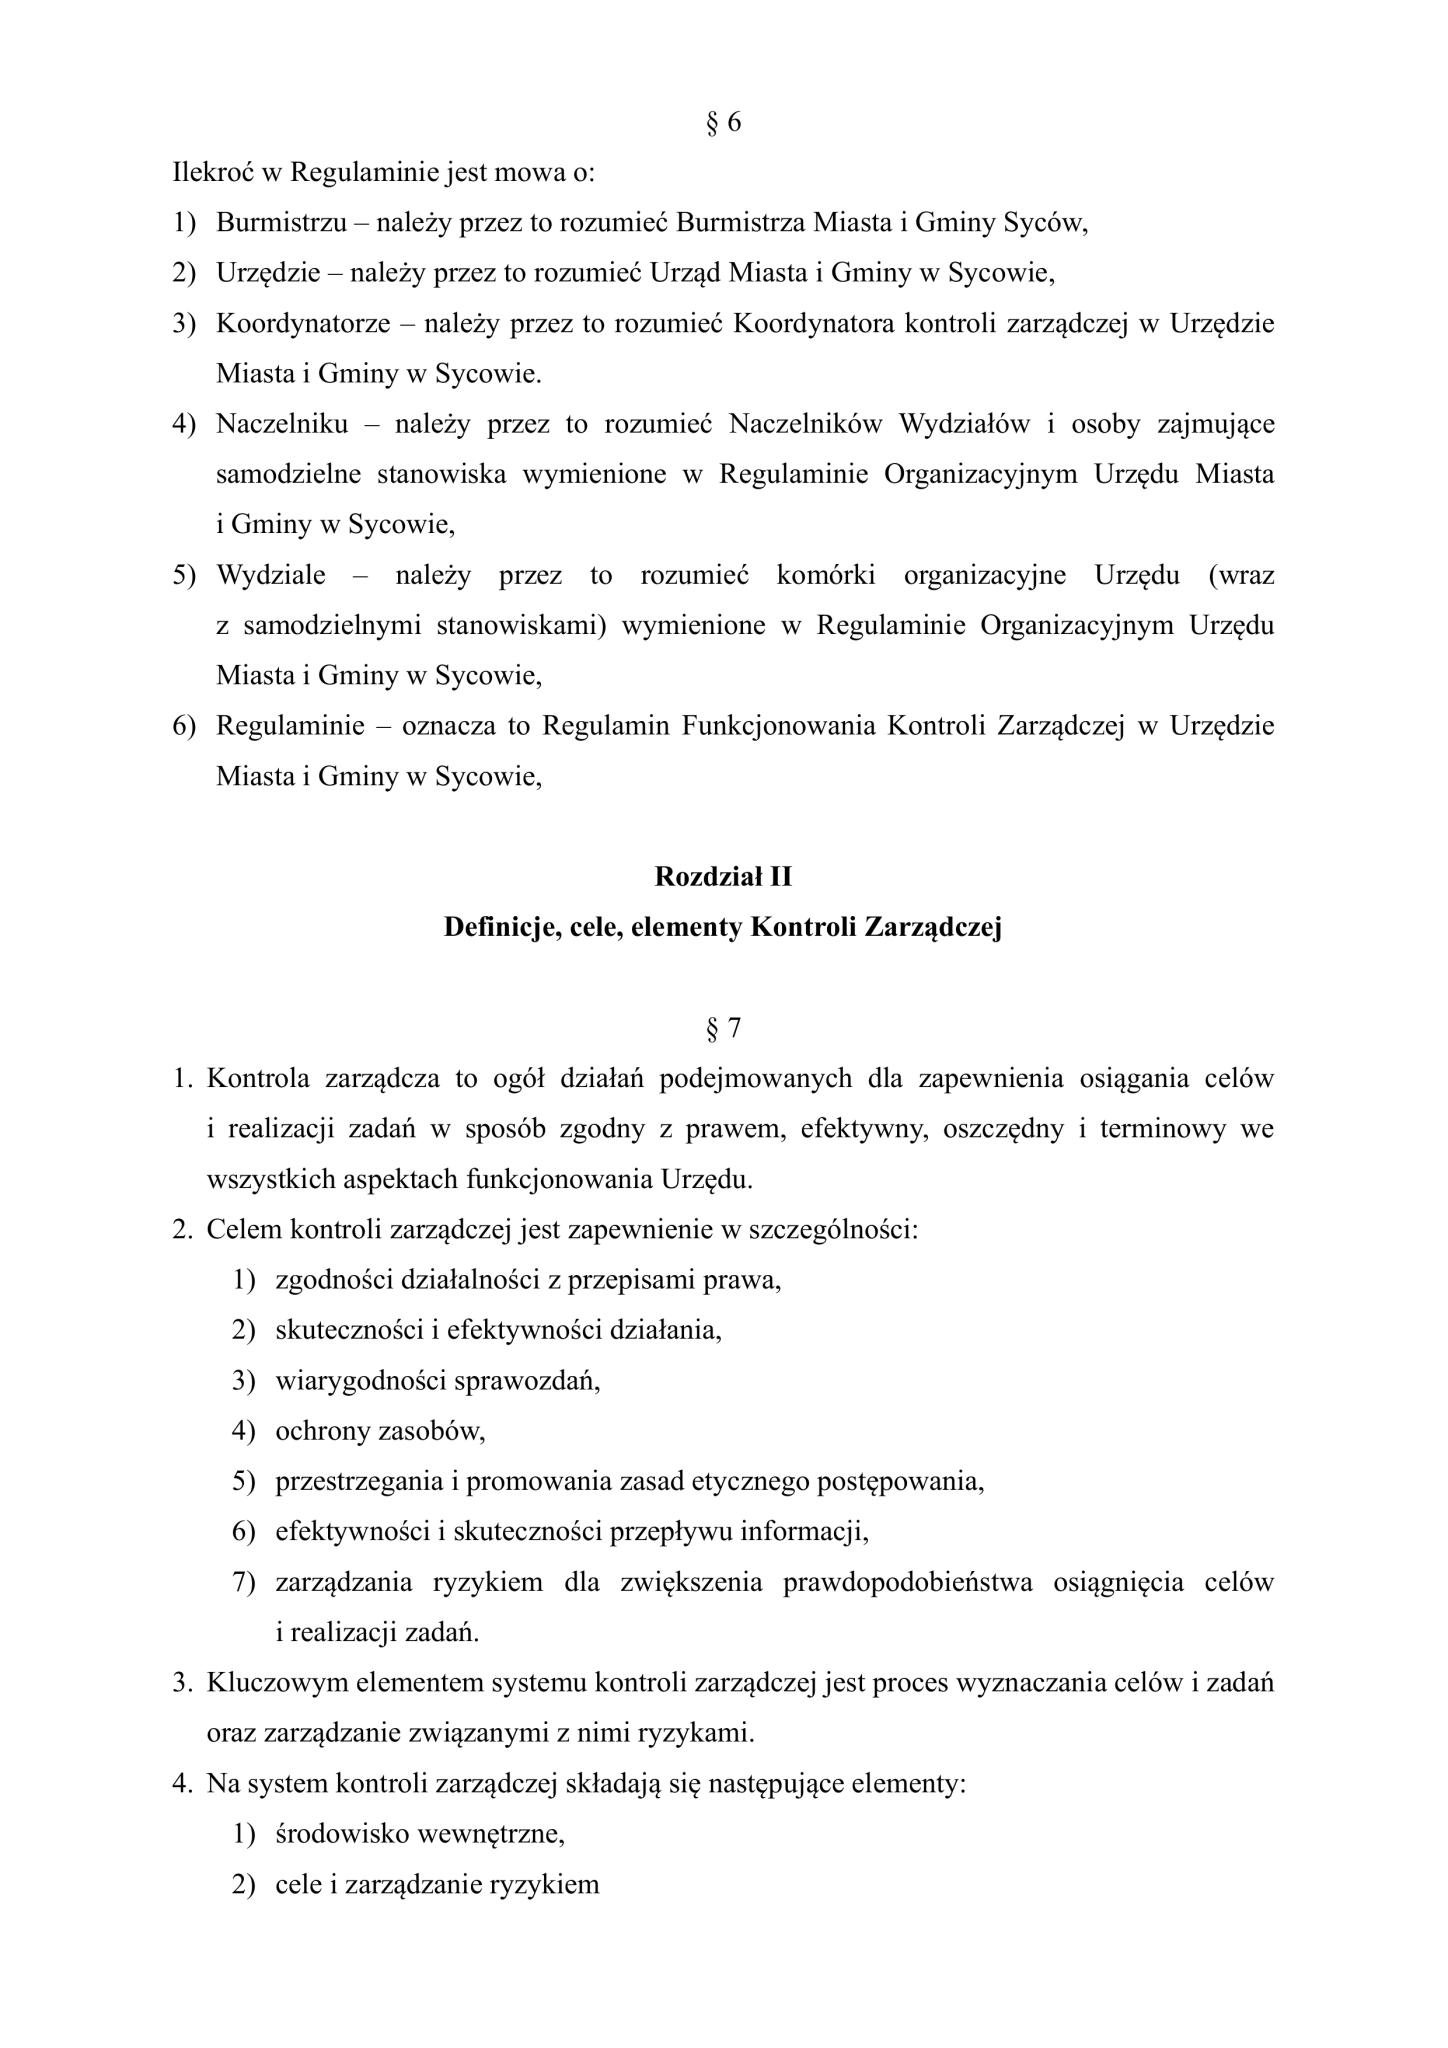 § 6
Ilekroć w Regulaminie jest mowa o:
1) Burmistrzu – należy przez to rozumieć Burmistrza Miasta i Gminy Syców,
2) Urzędzie – należy przez to rozumieć Urząd Miasta i Gminy w Sycowie,
3) Koordynatorze – należy przez to rozumieć Koordynatora kontroli zarządczej w Urzędzie
Miasta i Gminy w Sycowie.
4) Naczelniku – należy przez to rozumieć Naczelników Wydziałów i osoby zajmujące
samodzielne stanowiska wymienione w Regulaminie Organizacyjnym Urzędu Miasta
i Gminy w Sycowie,
5) Wydziale – należy przez to rozumieć komórki organizacyjne Urzędu (wraz
z samodzielnymi stanowiskami) wymienione w Regulaminie Organizacyjnym Urzędu
Miasta i Gminy w Sycowie,
6) Regulaminie – oznacza to Regulamin Funkcjonowania Kontroli Zarządczej w Urzędzie
Miasta i Gminy w Sycowie,
Rozdział II
Definicje, cele, elementy Kontroli Zarządczej
§ 7
1. Kontrola zarządcza to ogół działań podejmowanych dla zapewnienia osiągania celów
i realizacji zadań w sposób zgodny z prawem, efektywny, oszczędny i terminowy we
wszystkich aspektach funkcjonowania Urzędu.
2. Celem kontroli zarządczej jest zapewnienie w szczególności:
1) zgodności działalności z przepisami prawa,
2) skuteczności i efektywności działania,
3) wiarygodności sprawozdań,
4) ochrony zasobów,
5) przestrzegania i promowania zasad etycznego postępowania,
6) efektywności i skuteczności przepływu informacji,
7) zarządzania ryzykiem dla zwiększenia prawdopodobieństwa osiągnięcia celów
i realizacji zadań.
3. Kluczowym elementem systemu kontroli zarządczej jest proces wyznaczania celów i zadań
oraz zarządzanie związanymi z nimi ryzykami.
4. Na system kontroli zarządczej składają się następujące elementy:
1) środowisko wewnętrzne,
2) cele i zarządzanie ryzykiem